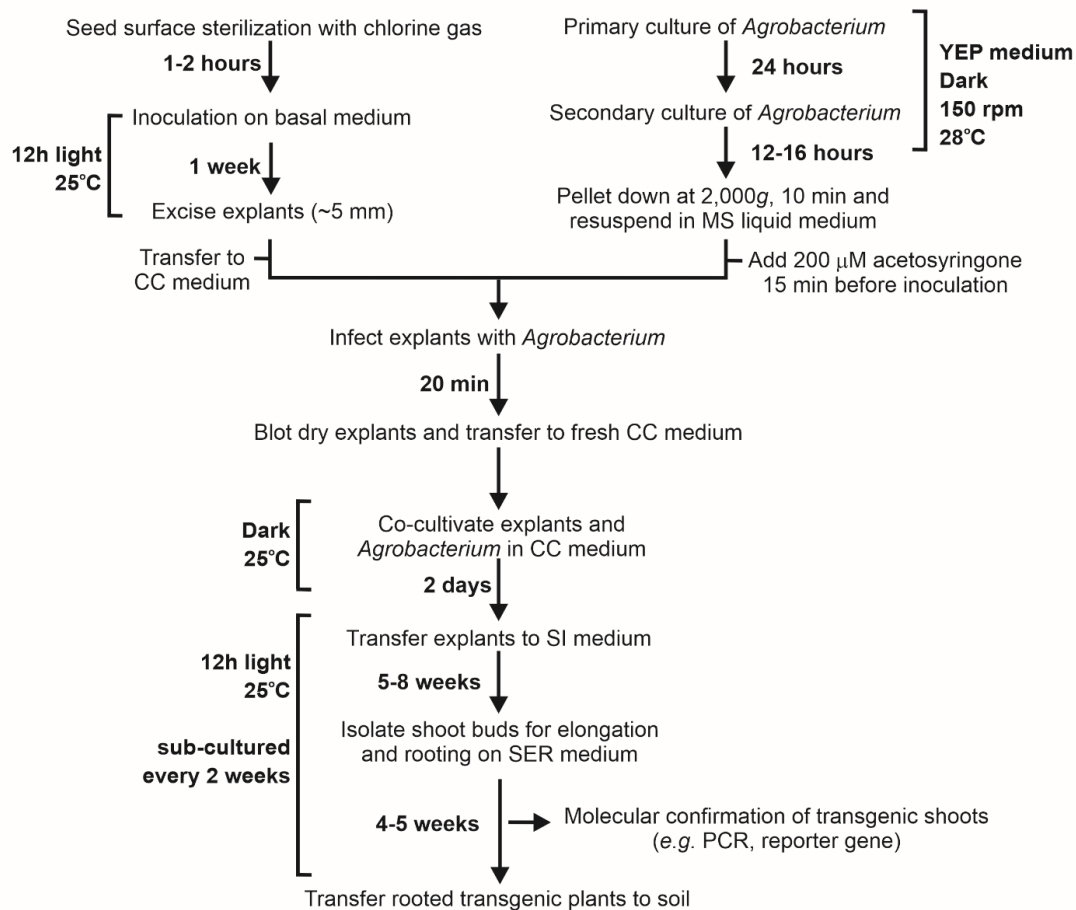 Seed surface sterilization with chlorine gas
1-2 hours
Inoculation on basal medium
12h light
25°C
1 week
Excise explants (~5 mm)
Transfer to
CC medium
Primary culture of Agrobacterium
24 hours
Secondary culture of Agrobacterium
YEP medium
Dark
150 rpm
28°C
12-16 hours
Pellet down at 2,000g, 10 min and
resuspend in MS liquid medium
Add 200 μM acetosyringone
15 min before inoculation
Infect explants with Agrobacterium
20 min
Blot dry explants and transfer to fresh CC medium
Dark
25°C
Co-cultivate explants and
Agrobacterium in CC medium
2 days
Transfer explants to SI medium
12h light
25°C
5-8 weeks
Isolate shoot buds for elongation
and rooting on SER medium
sub-cultured
every 2 weeks
4-5 weeks
Molecular confirmation of transgenic shoots
(e.g. PCR, reporter gene)
Transfer rooted transgenic plants to soil